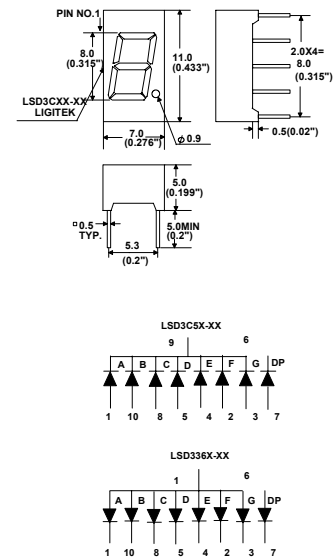 PIN NO.1
8.0
(0.315")
LSD3CXX-XX
LIGITEK
11.0
(0.433")
7.0
(0.276")
ϕ0.9
2.0X4=
8.0
(0.315")
0.5(0.02")
5.0
(0.199")
□0.5
TYP.
5.0MIN
(0.2")
5.3
(0.2")
LSD3C5X-XX
9 6
A B C D E F G DP
1 10 8 5 4 2 3 7
LSD336X-XX
1 6
A B C D E F G DP
1 10 8 5 4 2 3 7